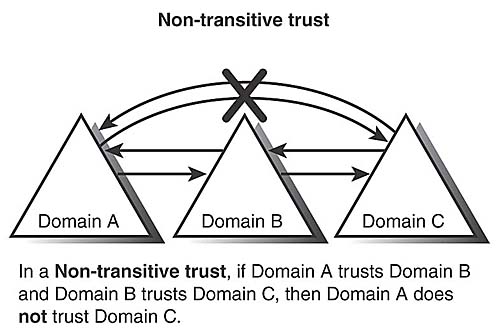 Non-transitive trust
Domain A
Domain B
Domain C
In a Non-transitive trust, if Domain A trusts Domain B
and Domain B trusts Domain C, then Domain A does
not trust Domain C.